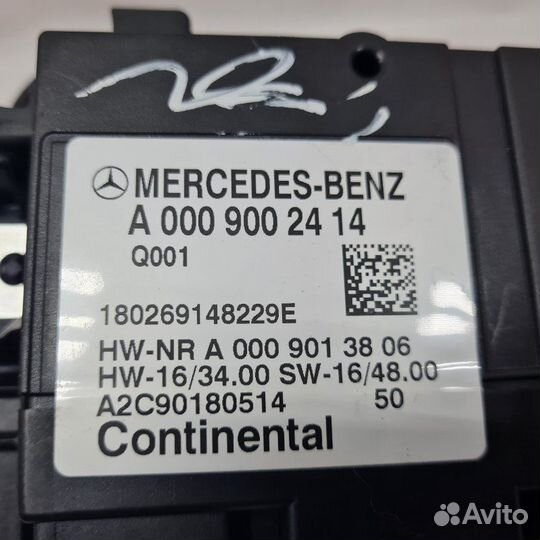 MERCEDES-BENZ
A 000 900 24 14
Q001
180269148229E
HW-NR A 000 901 38 06
HW-16/34.00 SW-16/48.00
A2C90180514 50
Continental
Avito